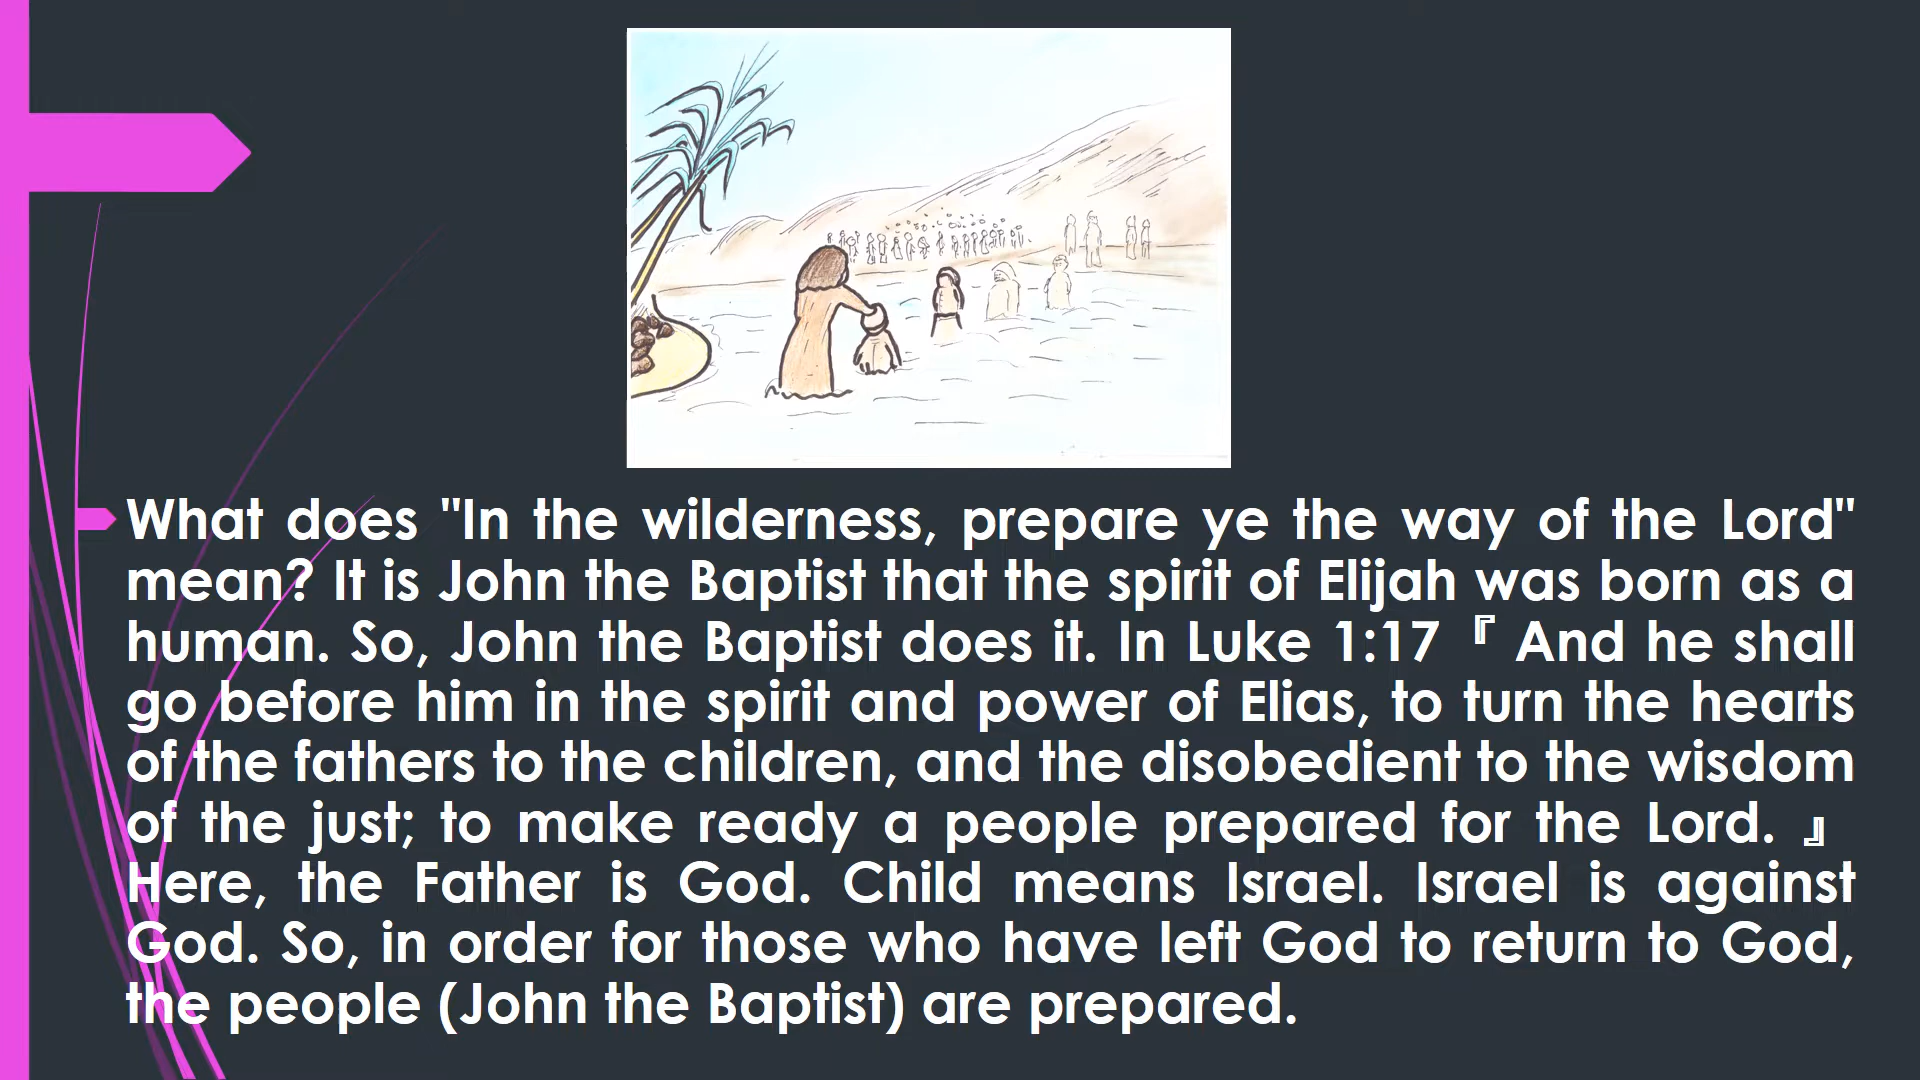 What does "In the wilderness, prepare ye the way of the Lord"
mean? It is John the Baptist that the spirit of Elijah was born as a
human. So, John the Baptist does it. In Luke 1:17『 And he shall
go before him in the spirit and power of Elias, to turn the hearts
of the fathers to the children, and the disobedient to the wisdom
of the just; to make ready a people prepared for the Lord. 』
Here, the Father is God. Child means Israel. Israel is against
God. So, in order for those who have left God to return to God,
the people (John the Baptist) are prepared.